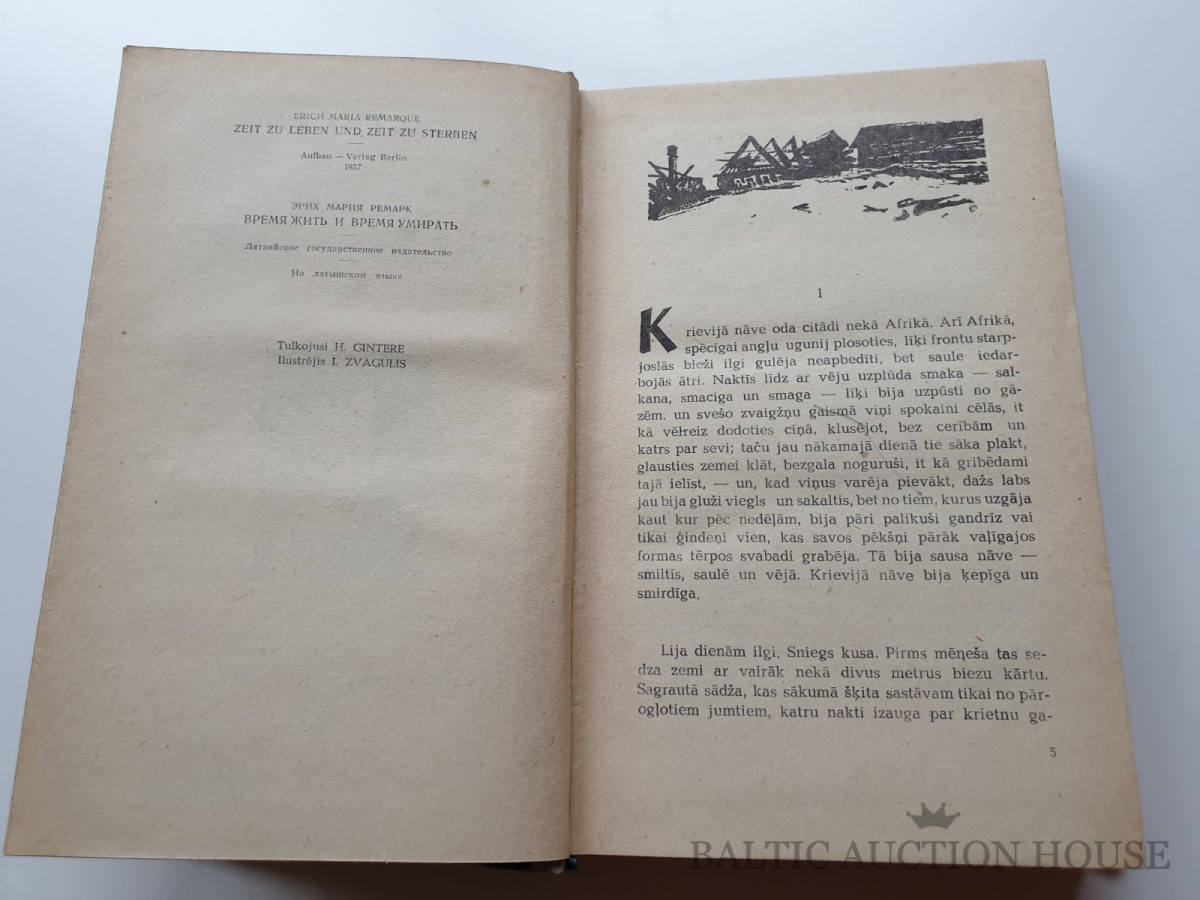 ERICH MARIA REMARQUE
ZEIT ZU LEBEN UND ZEIT ZU STERBEN
Aufbau — Verlag Berlin
1957
ЭРИХ МАРИЯ РЕМАРК
ВРЕМЯ ЖИТЬ И ВРЕМЯ УМИРАТЬ
Латвийское государственное издательство
На латышском языке
Tulkojusi H. GINTERE
Ilustrējis I. ZVAGULIS
I
Krievijā nāve oda citādi nekā Afrikā. Arī Afrikā,
spēcīgai angļu ugunij plosoties, līķi frontu starp-
joslās bieži ilgi gulēja neapbedīti, bet saule iedar-
bojās ātri. Naktīs līdz ar vēju uzplūda smaka — sal-
kana, smacīga un smaga — līķi bija uzpūsti no gā-
zēm. un svešo zvaigžņu gaismā viņi spokaini cēlās, it
kā vēlreiz dodoties cīņā, klusējot, bez cerībām un
katrs par sevi; taču jau nākamajā dienā tie sāka plakt,
glausties zemei klāt, bezgala noguruši, it kā gribēdami
tajā ielīst, — un, kad viņus varēja pievākt, dažs labs
jau bija gluži viegls un sakaltis, bet no tiem, kurus uzgāja
kaut kur pēc nedēļām, bija pāri palikuši gandrīz vai
tikai ģindeņi vien, kas savos pēkšņi pārāk vaļīgajos
formas tērpos svabadi grabēja. Tā bija sausa nāve —
smiltīs, saulē un vējā. Krievijā nāve bija ķepīga un
smirdīga.
Lija dienām ilgi. Sniegs kusa. Pirms mēneša tas se-
dza zemi ar vairāk nekā divus metrus biezu kārtu.
Sagrautā sādža, kas sākumā šķita sastāvam tikai no pār-
ogļotiem jumtiem, katru nakti izauga par krietnu ga-
5
BALTIC AUCTION HOUSE